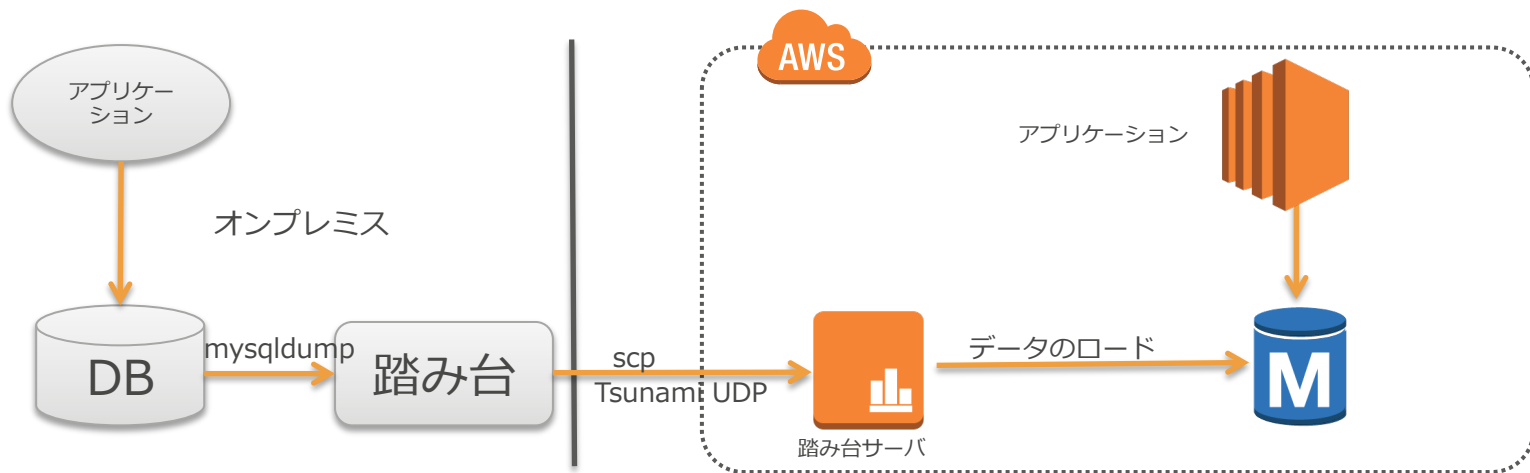 AWS
アプリケー
ション
アプリケーション
オンプレミス
DB
mysqldump
踏み台
scp
Tsunami UDP
データのロード
M
踏み台サーバ